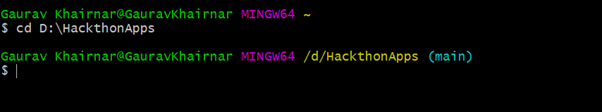 Gaurav Khairnar@GauravKhairnar MINGW64 ~
$ cd D:\HackthonApps
Gaurav Khairnar@GauravKhairnar MINGW64 /d/HackthonApps (main)
$